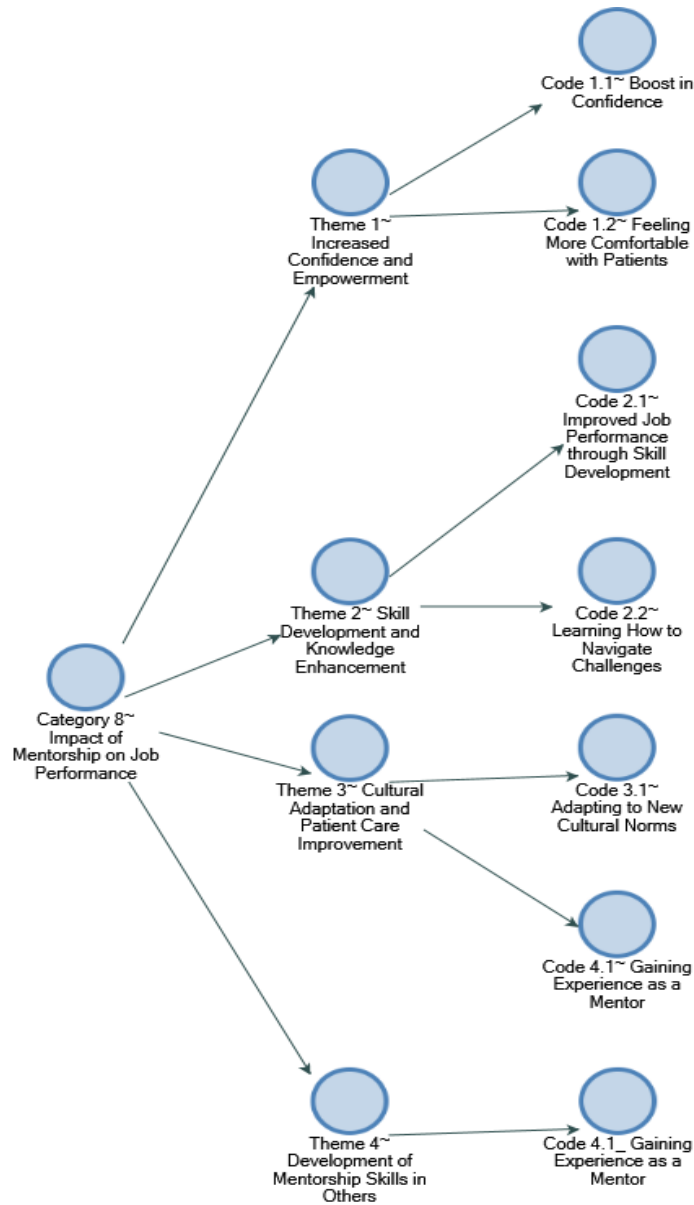 Code 1.1~ Boost in
Confidence
Theme 1~
Increased
Confidence and
Empowerment
Code 1.2~ Feeling
More Comfortable
with Patients
Code 2.1~
Improved Job
Performance
through Skill
Development
Theme 2~ Skill
Development and
Knowledge
Enhancement
Code 2.2~
Learning How to
Navigate
Challenges
Category 8~
Impact of
Mentorship on Job
Performance
Theme 3~ Cultural
Adaptation and
Patient Care
Improvement
Code 3.1~
Adapting to New
Cultural Norms
Code 4.1~ Gaining
Experience as a
Mentor
Theme 4~
Development of
Mentorship Skills in
Others
Code 4.1_ Gaining
Experience as a
Mentor